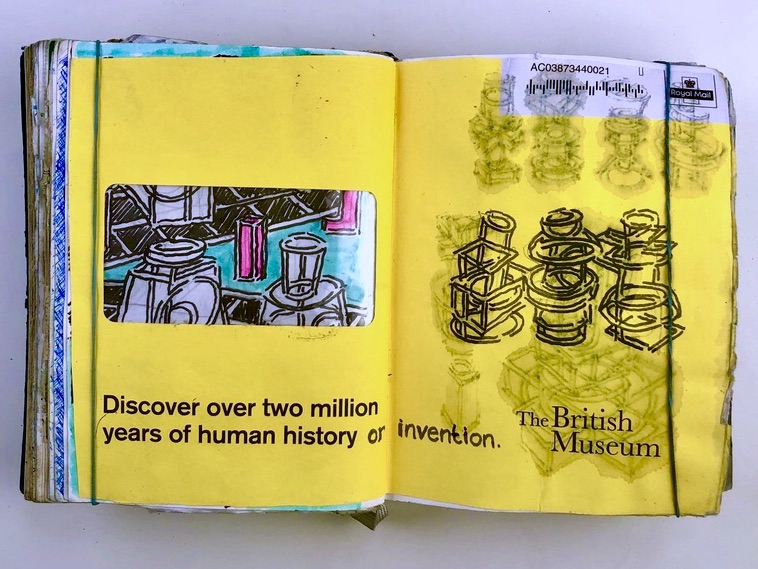 AC03873440021 U
Royal Mail
Discover over two million
years of human history or invention.
The British
Museum